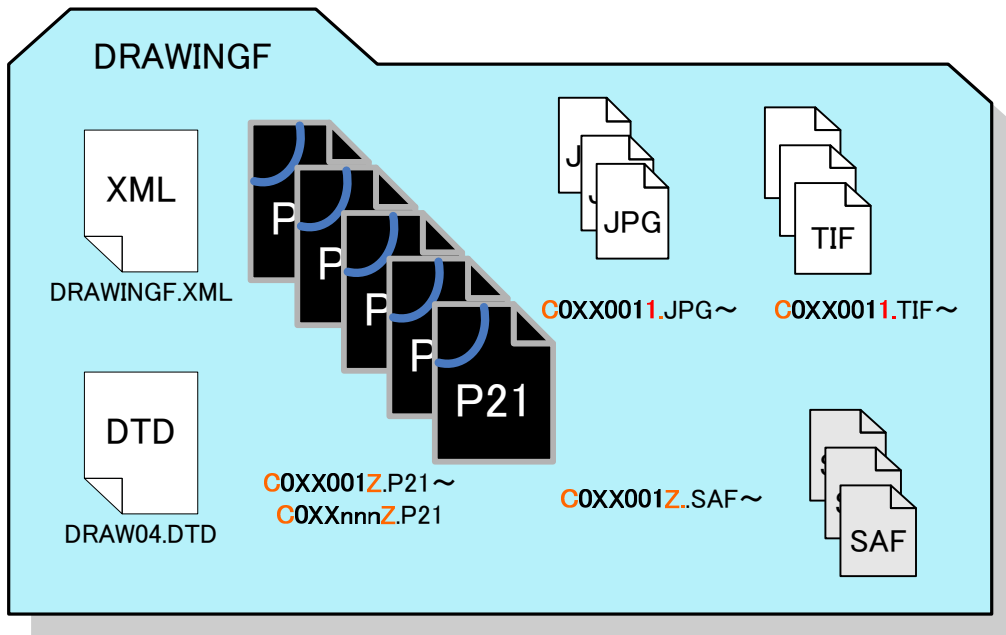 DRAWINGF
XML
DRAWINGF.XML
P
P
P
P
P21
C0XX001Z.P21～
C0XXnnnZ.P21
J
J
JPG
C0XX0011.JPG～
TIF
C0XX0011.TIF～
DTD
DRAW04.DTD
C0XX001Z..SAF～
S
S
SAF